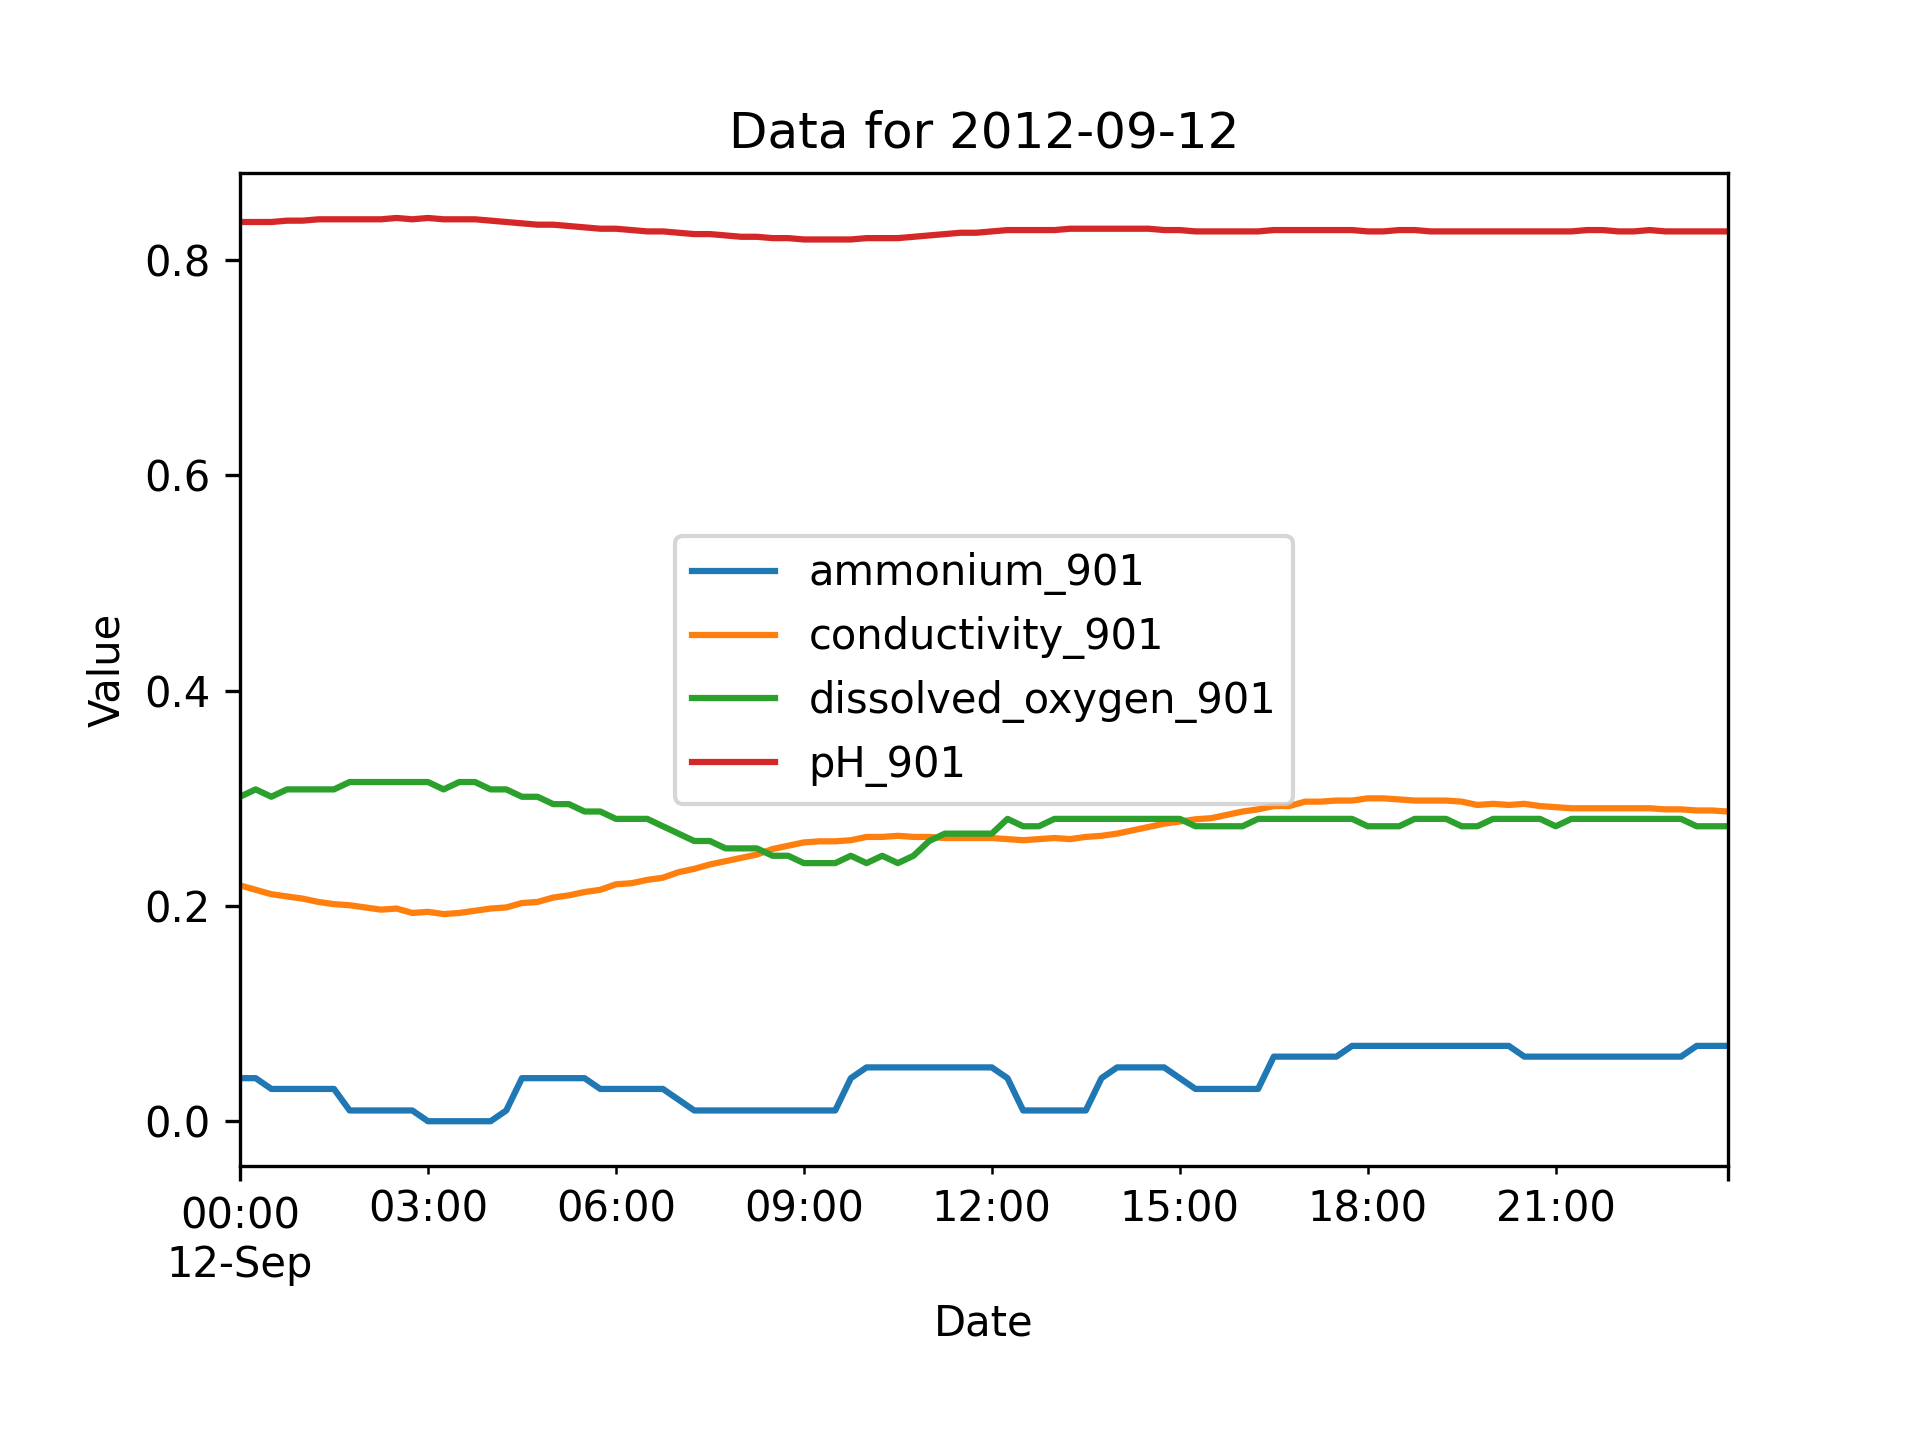 Data for 2012-09-12
Value
0.8
0.6
0.4
0.2
0.0
ammonium_901
conductivity_901
dissolved_oxygen_901
pH_901
00:00 03:00 06:00 09:00 12:00 15:00 18:00 21:00
12-Sep
Date